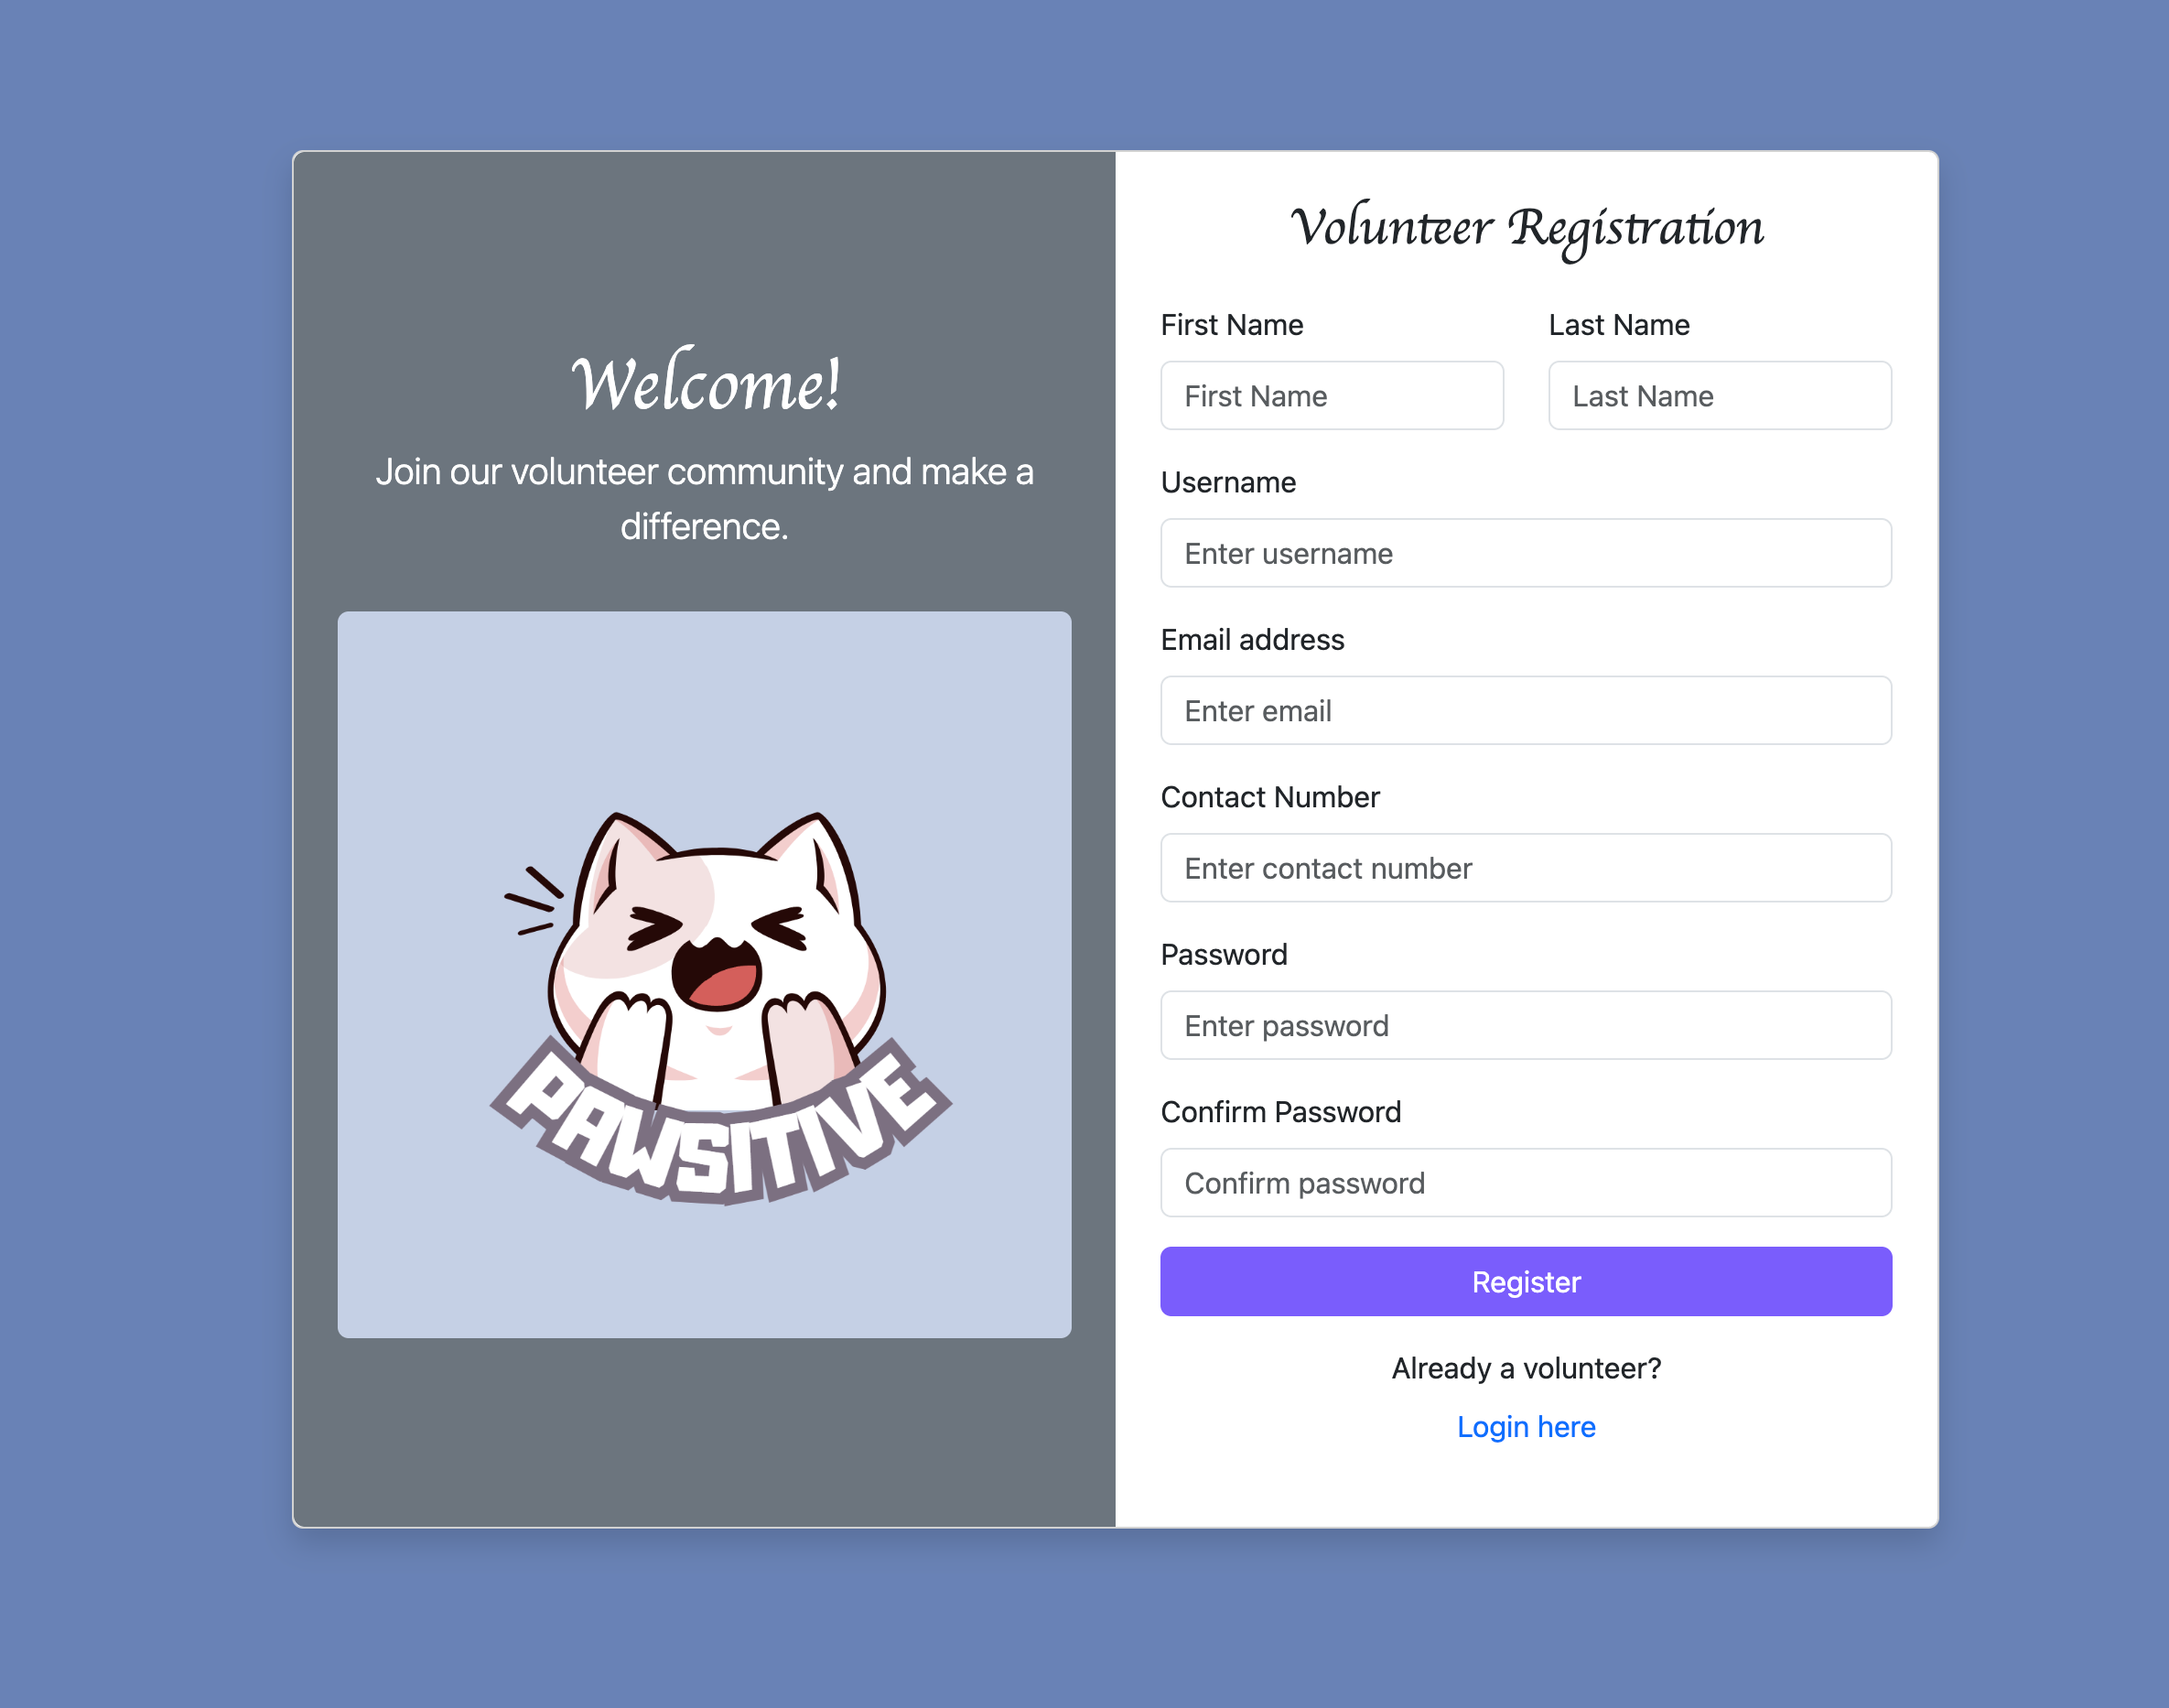 Welcome!
Join our volunteer community and make a
difference.
PAWSITIVE
Volunteer Registration
First Name
Last Name
First Name
Last Name
Username
Enter username
Email address
Enter email
Contact Number
Enter contact number
Password
Enter password
Confirm Password
Confirm password
Register
Already a volunteer?
Login here